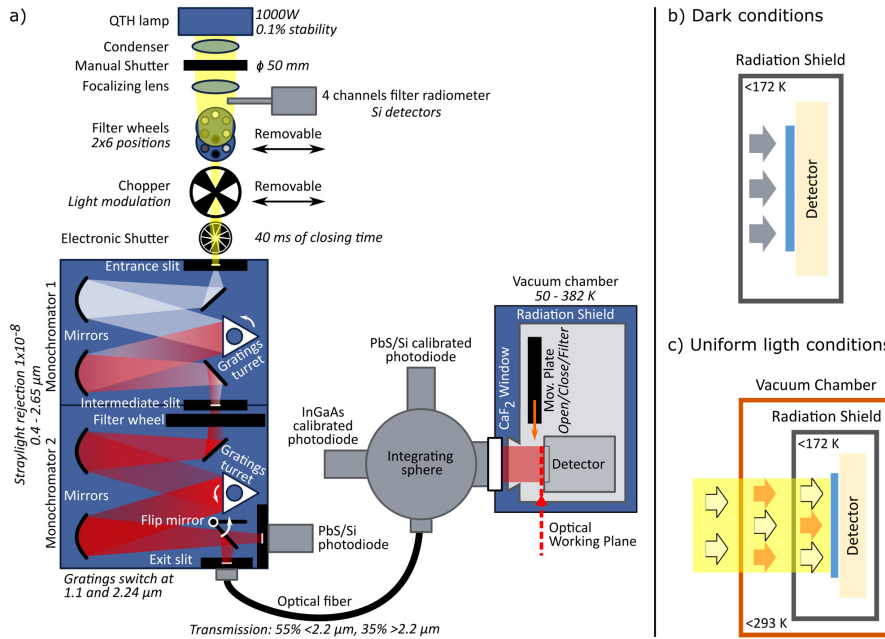 a)
QTH lamp
1000W
0.1% stability
Condenser
Manual Shutter
ϕ 50 mm
Focalizing lens
4 channels filter radiometer
Si detectors
Filter wheels
2x6 positions
Removable
Chopper
Light modulation
Removable
Electronic Shutter
40 ms of closing time
Straylight rejection 1x10⁻⁸
0.4 - 2.65 μm
Monochromator 1
Entrance slit
Mirrors
Gratings
turret
Intermediate slit
Monochromator 2
Filter wheel
Gratings
turret
Mirrors
Flip mirror
Exit slit
PbS/Si
photodiode
Gratings switch at
1.1 and 2.24 μm
Optical fiber
Transmission: 55% <2.2 μm, 35% >2.2 μm
PbS/Si calibrated
photodiode
InGaAs
calibrated
photodiode
Integrating
sphere
Vacuum chamber
50 - 382 K
Radiation Shield
CaF₂ Window
Mov. Plate
Open/Close/Filter
Detector
Optical
Working Plane
b) Dark conditions
Radiation Shield
<172 K
Detector
c) Uniform ligth conditions
Vacuum Chamber
Radiation Shield
<172 K
Detector
<293 K